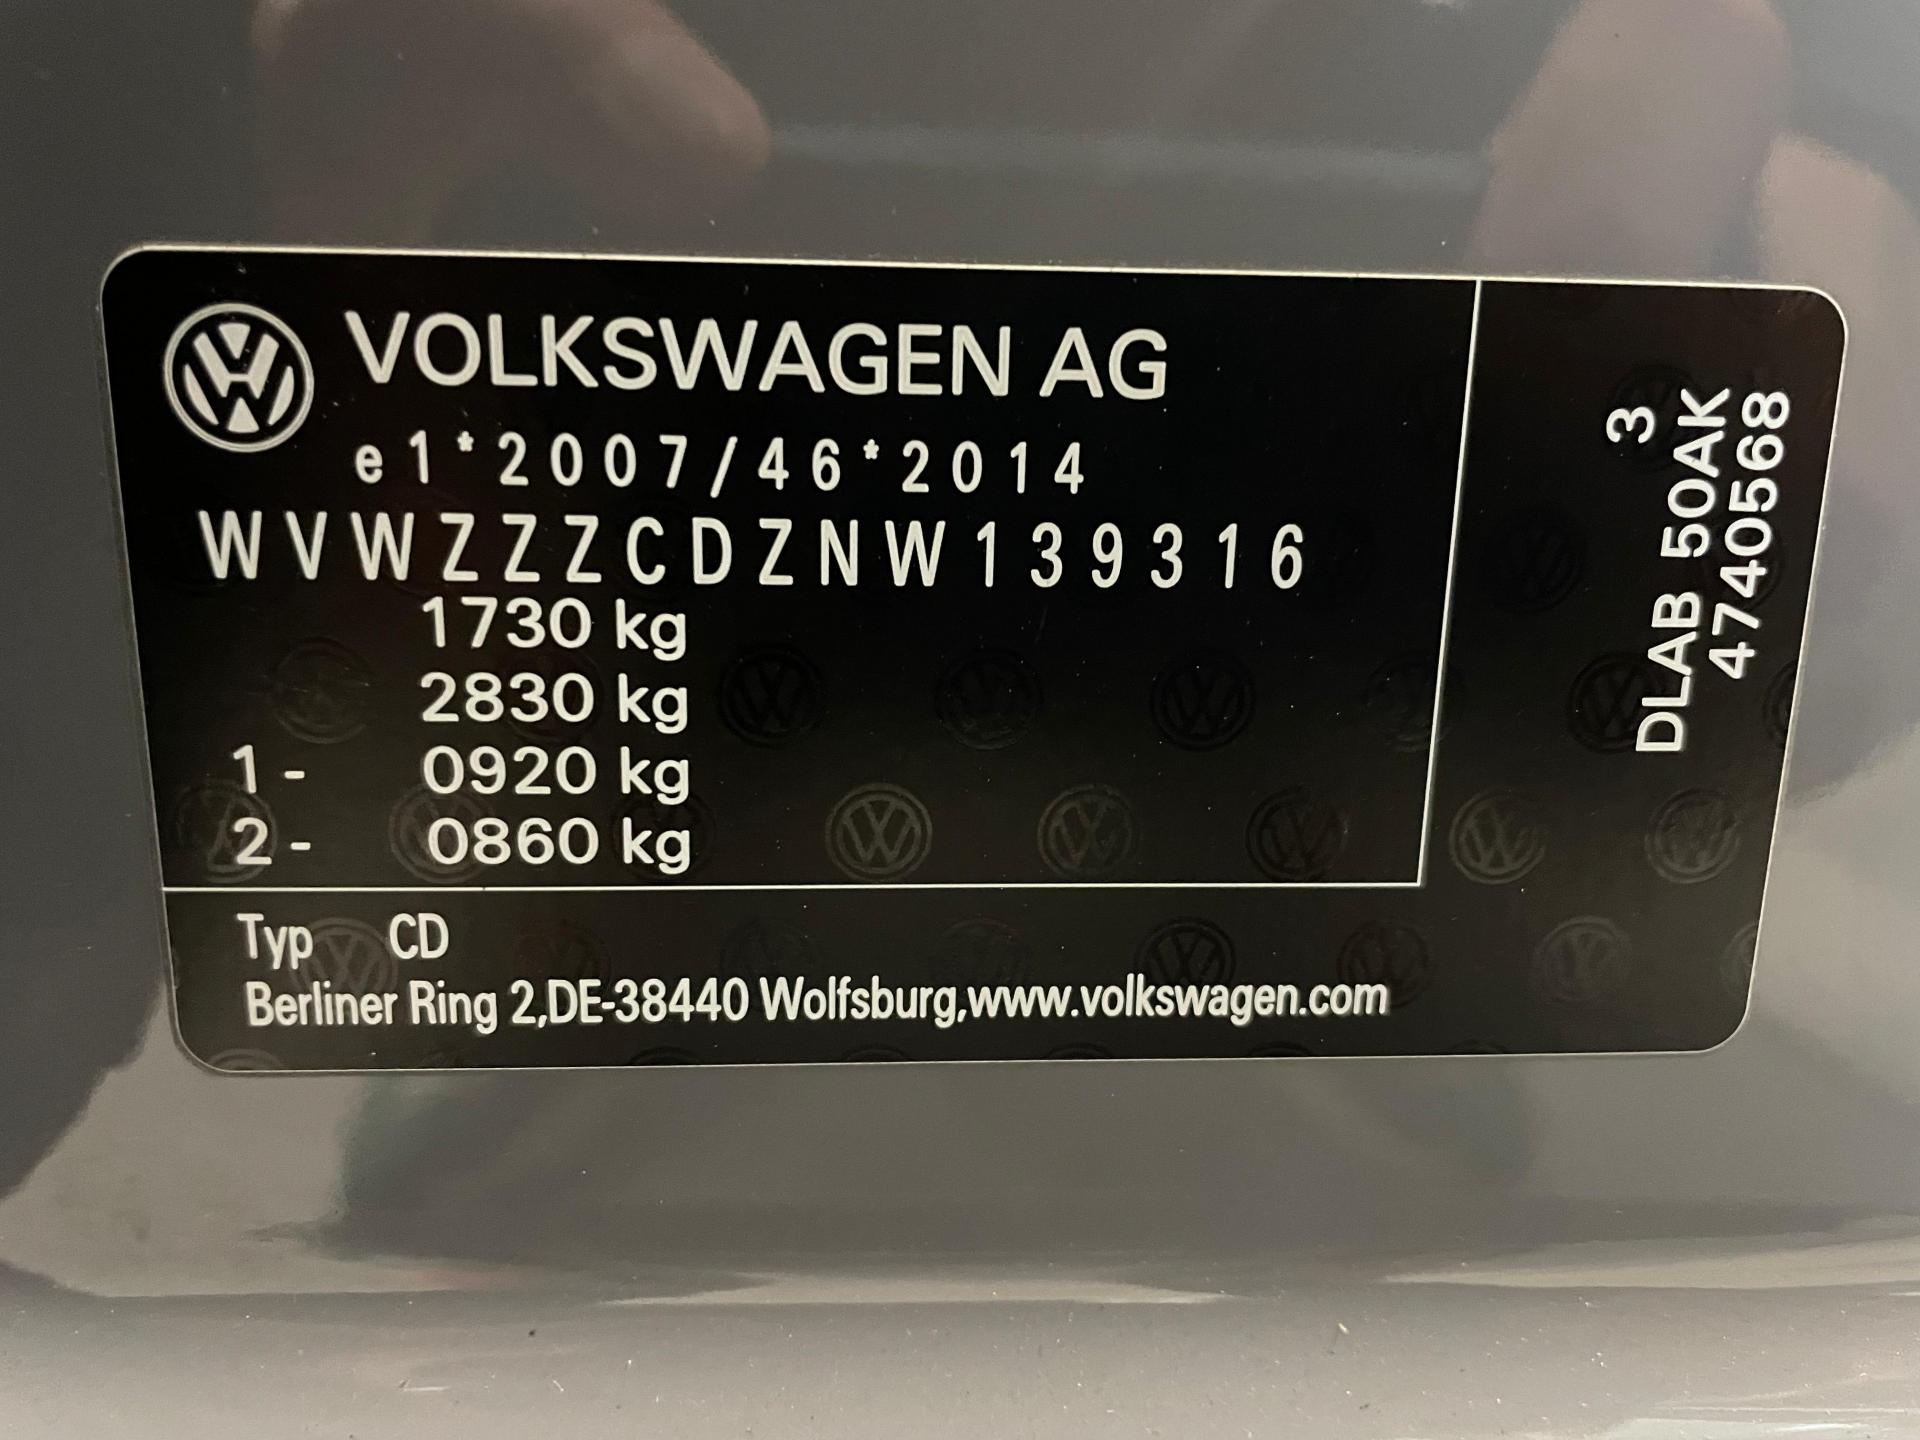 VOLKSWAGEN AG
e1*2007/46*2014
WVWZZZCDZNW139316
1730 kg
2830 kg
1- 0920 kg
2- 0860 kg
Typ CD
Berliner Ring 2,DE-38440 Wolfsburg,www.volkswagen.com
3
DLAB 50AK
4740568